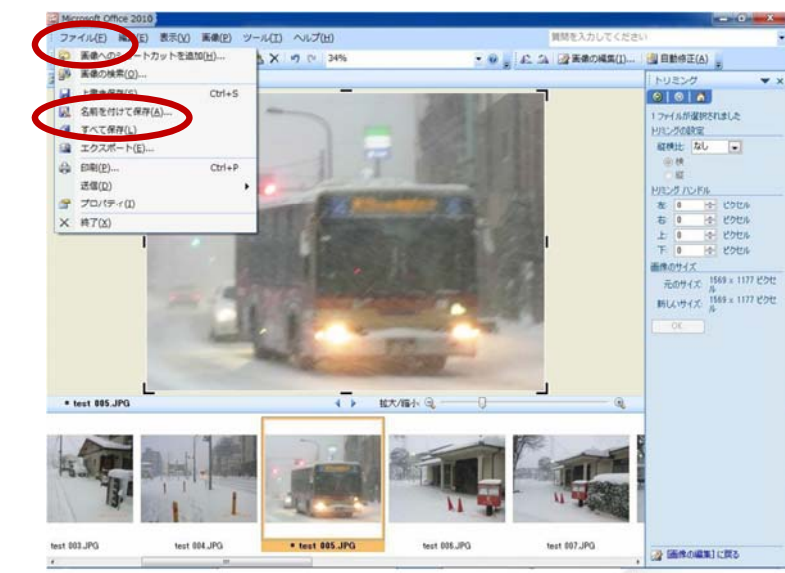 Microsoft Office 2010
ファイル(F) 編集(E) 表示(V) 画像(P) ツール(T) ヘルプ(H)
質問を入力してください
画像へのショートカットを追加(H)...
34%
画像の編集(I)...
自動修正(A)
画像の検索(O)...
上書き保存(S) Ctrl+S
名前を付けて保存(A)...
すべて保存(L)
エクスポート(E)...
印刷(P)... Ctrl+P
送信(D)
プロパティ(I)
終了(X)
トリミング
1 ファイルが選択されました
トリミングの設定
縦横比: なし
横
縦
トリミング ハンドル
左: 0 ピクセル
右: 0 ピクセル
上: 0 ピクセル
下: 0 ピクセル
画像のサイズ
元のサイズ: 1569 x 1177 ピクセル
新しいサイズ: 1569 x 1177 ピクセル
OK
test 005.JPG
拡大/縮小:
test 003.JPG
test 004.JPG
test 005.JPG
test 006.JPG
test 007.JPG
[画像の編集] に戻る